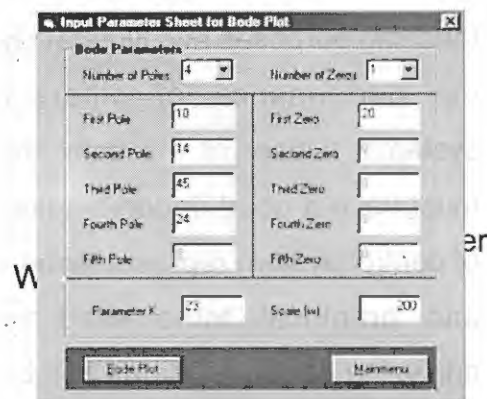 Input Parameter Sheet for Bode Plot
Bode Parameters
Number of Poles 4 Number of Zeros 1
First Pole 10 First Zero 20
Second Pole 14 Second Zero
Third Pole 45 Third Zero
Fourth Pole 24 Fourth Zero
Fifth Pole Fifth Zero
er
W
Parameter K 23 Scale (w) 200
Bode Plot Mainmenu